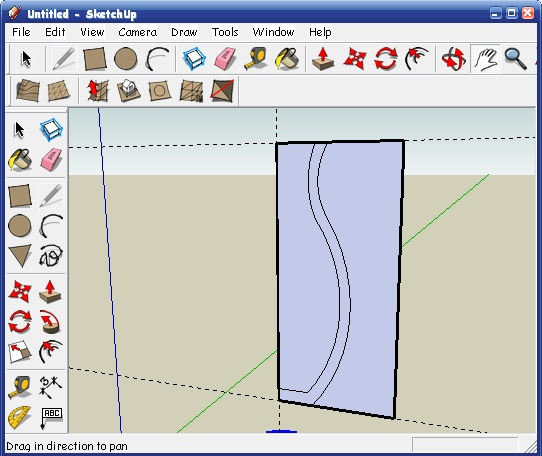 Untitled - SketchUp
File Edit View Camera Draw Tools Window Help
ABC
Drag in direction to pan